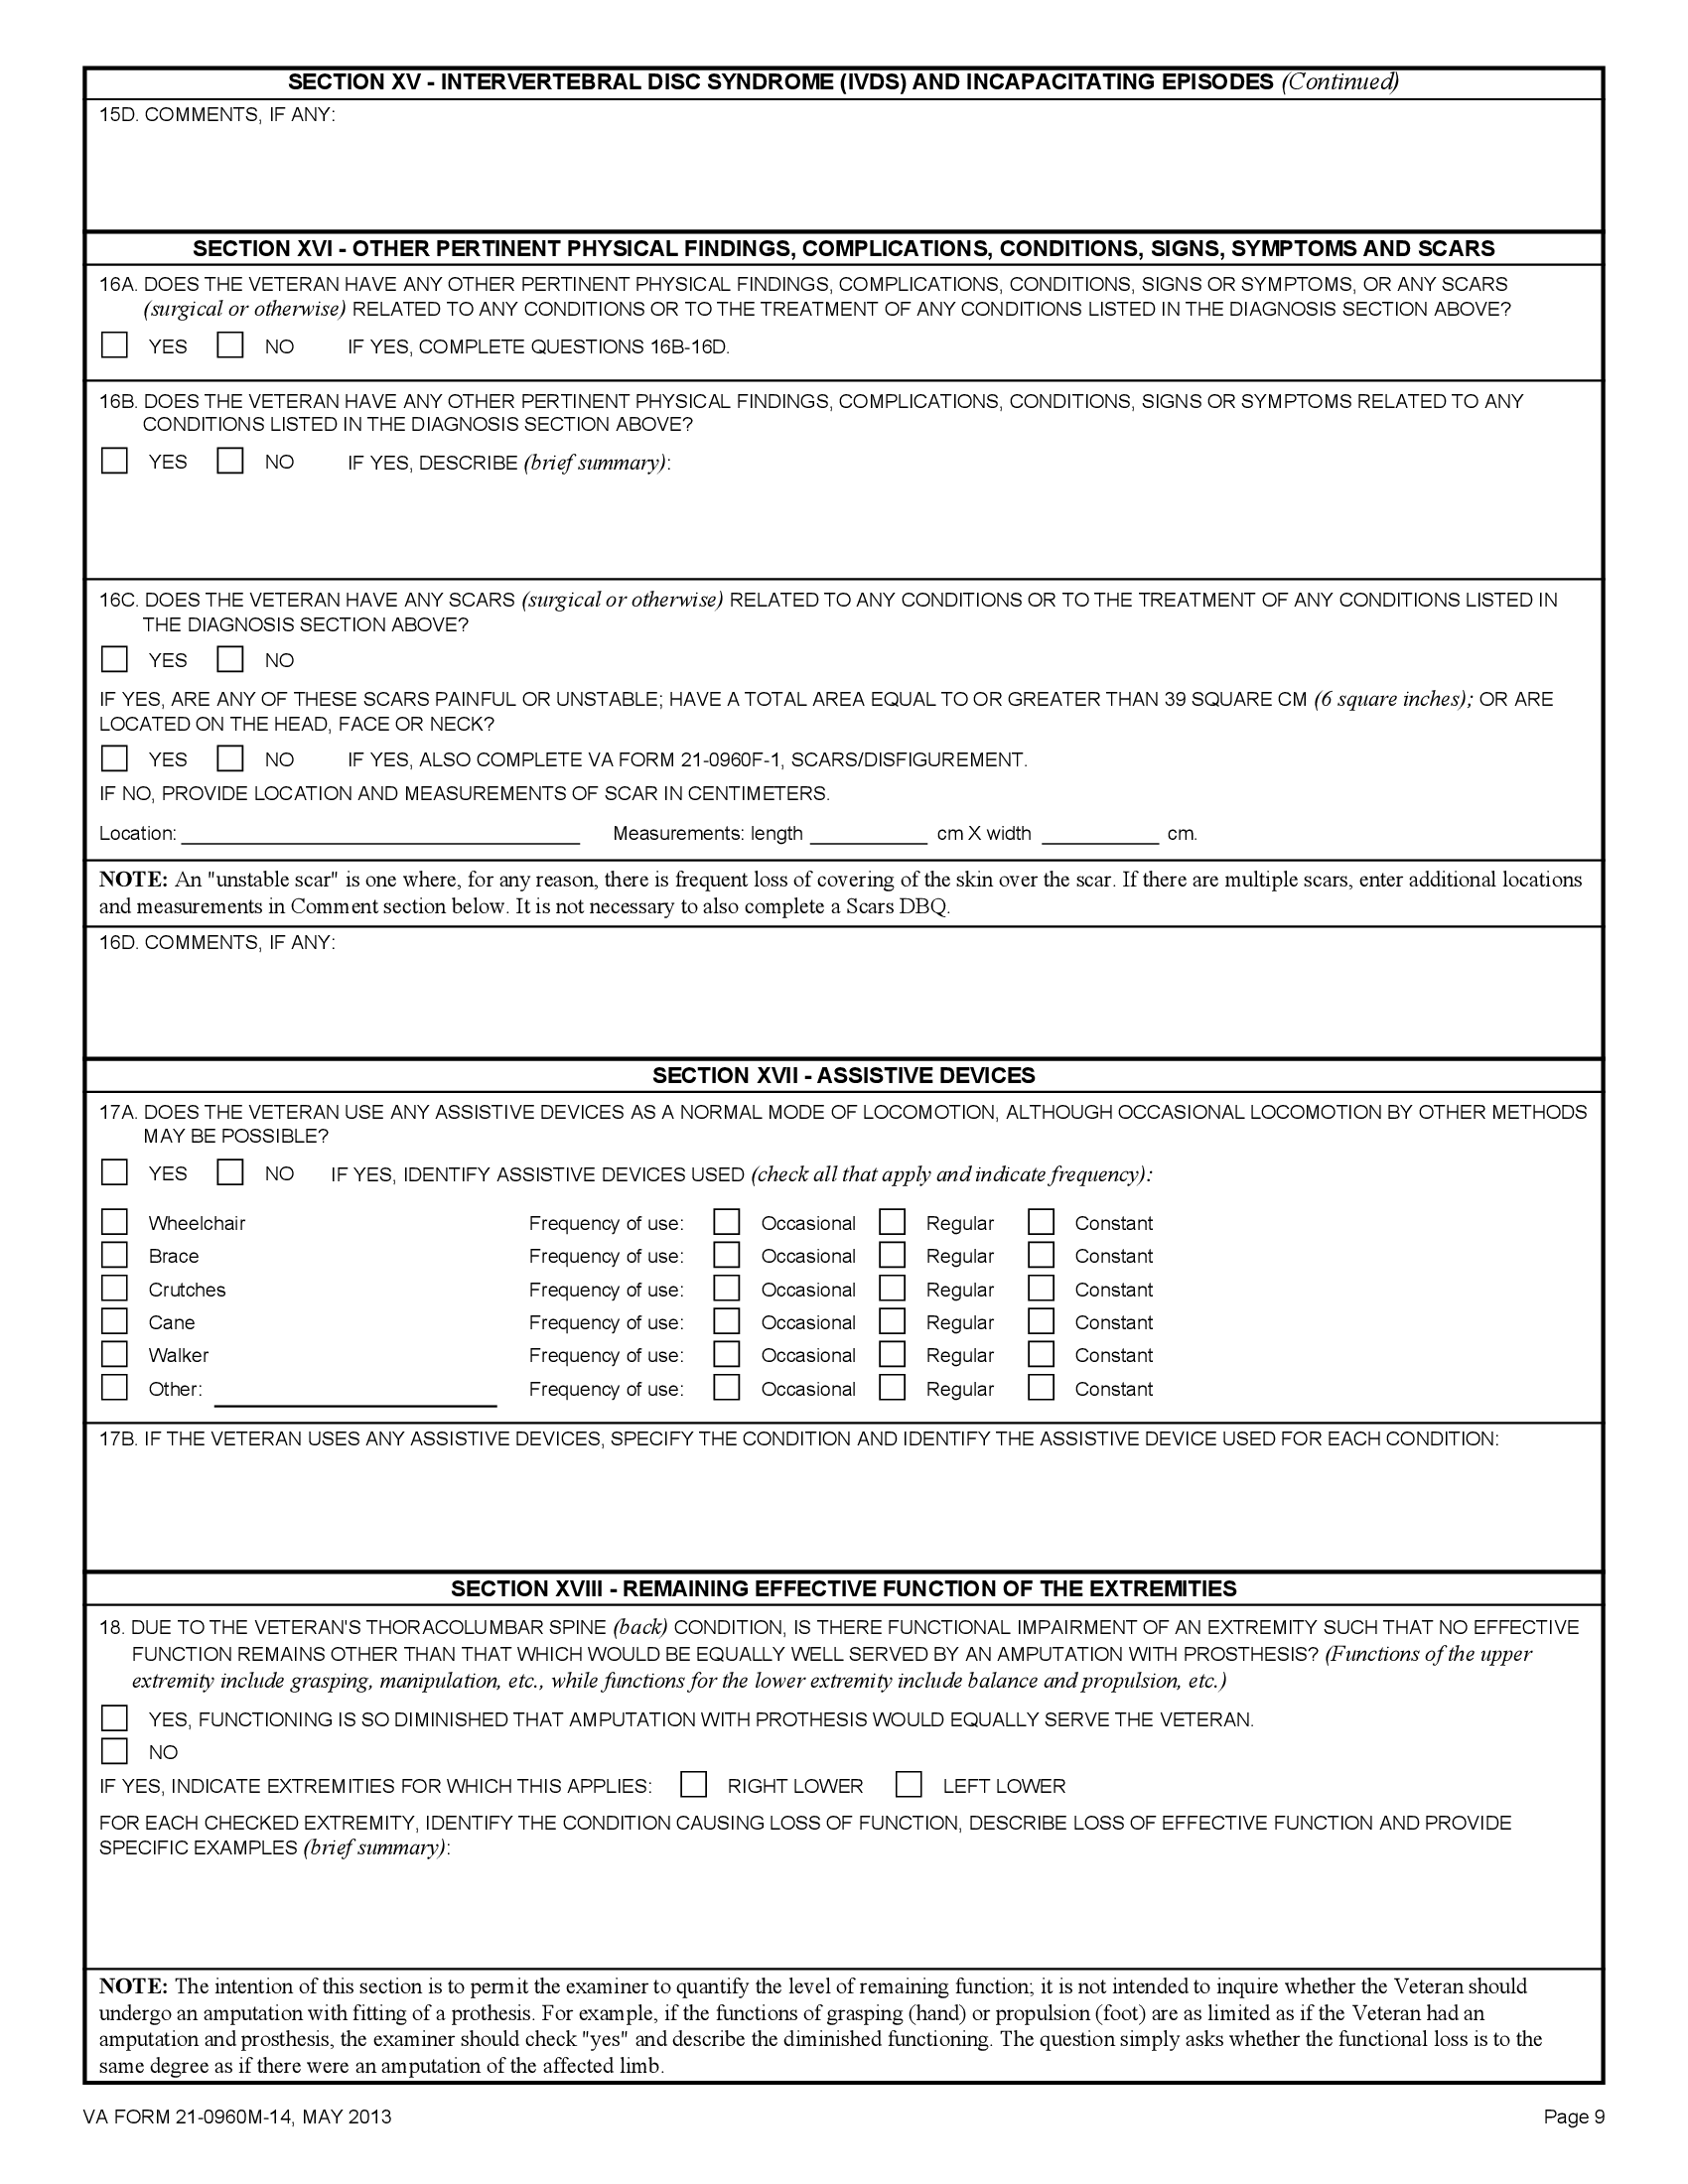 SECTION XV - INTERVERTEBRAL DISC SYNDROME (IVDS) AND INCAPACITATING EPISODES (Continued)
15D. COMMENTS, IF ANY:
SECTION XVI - OTHER PERTINENT PHYSICAL FINDINGS, COMPLICATIONS, CONDITIONS, SIGNS, SYMPTOMS AND SCARS
16A. DOES THE VETERAN HAVE ANY OTHER PERTINENT PHYSICAL FINDINGS, COMPLICATIONS, CONDITIONS, SIGNS OR SYMPTOMS, OR ANY SCARS
(surgical or otherwise) RELATED TO ANY CONDITIONS OR TO THE TREATMENT OF ANY CONDITIONS LISTED IN THE DIAGNOSIS SECTION ABOVE?
YES NO IF YES, COMPLETE QUESTIONS 16B-16D.
16B. DOES THE VETERAN HAVE ANY OTHER PERTINENT PHYSICAL FINDINGS, COMPLICATIONS, CONDITIONS, SIGNS OR SYMPTOMS RELATED TO ANY
CONDITIONS LISTED IN THE DIAGNOSIS SECTION ABOVE?
YES NO IF YES, DESCRIBE (brief summary):
16C. DOES THE VETERAN HAVE ANY SCARS (surgical or otherwise) RELATED TO ANY CONDITIONS OR TO THE TREATMENT OF ANY CONDITIONS LISTED IN
THE DIAGNOSIS SECTION ABOVE?
YES NO
IF YES, ARE ANY OF THESE SCARS PAINFUL OR UNSTABLE; HAVE A TOTAL AREA EQUAL TO OR GREATER THAN 39 SQUARE CM (6 square inches); OR ARE
LOCATED ON THE HEAD, FACE OR NECK?
YES NO IF YES, ALSO COMPLETE VA FORM 21-0960F-1, SCARS/DISFIGUREMENT.
IF NO, PROVIDE LOCATION AND MEASUREMENTS OF SCAR IN CENTIMETERS.
Location: Measurements: length cm X width cm.
NOTE: An "unstable scar" is one where, for any reason, there is frequent loss of covering of the skin over the scar. If there are multiple scars, enter additional locations
and measurements in Comment section below. It is not necessary to also complete a Scars DBQ.
16D. COMMENTS, IF ANY:
SECTION XVII - ASSISTIVE DEVICES
17A. DOES THE VETERAN USE ANY ASSISTIVE DEVICES AS A NORMAL MODE OF LOCOMOTION, ALTHOUGH OCCASIONAL LOCOMOTION BY OTHER METHODS
MAY BE POSSIBLE?
YES NO IF YES, IDENTIFY ASSISTIVE DEVICES USED (check all that apply and indicate frequency):
Wheelchair Frequency of use: Occasional Regular Constant
Brace Frequency of use: Occasional Regular Constant
Crutches Frequency of use: Occasional Regular Constant
Cane Frequency of use: Occasional Regular Constant
Walker Frequency of use: Occasional Regular Constant
Other: Frequency of use: Occasional Regular Constant
17B. IF THE VETERAN USES ANY ASSISTIVE DEVICES, SPECIFY THE CONDITION AND IDENTIFY THE ASSISTIVE DEVICE USED FOR EACH CONDITION:
SECTION XVIII - REMAINING EFFECTIVE FUNCTION OF THE EXTREMITIES
18. DUE TO THE VETERAN'S THORACOLUMBAR SPINE (back) CONDITION, IS THERE FUNCTIONAL IMPAIRMENT OF AN EXTREMITY SUCH THAT NO EFFECTIVE
FUNCTION REMAINS OTHER THAN THAT WHICH WOULD BE EQUALLY WELL SERVED BY AN AMPUTATION WITH PROSTHESIS? (Functions of the upper
extremity include grasping, manipulation, etc., while functions for the lower extremity include balance and propulsion, etc.)
YES, FUNCTIONING IS SO DIMINISHED THAT AMPUTATION WITH PROTHESIS WOULD EQUALLY SERVE THE VETERAN.
NO
IF YES, INDICATE EXTREMITIES FOR WHICH THIS APPLIES: RIGHT LOWER LEFT LOWER
FOR EACH CHECKED EXTREMITY, IDENTIFY THE CONDITION CAUSING LOSS OF FUNCTION, DESCRIBE LOSS OF EFFECTIVE FUNCTION AND PROVIDE
SPECIFIC EXAMPLES (brief summary):
NOTE: The intention of this section is to permit the examiner to quantify the level of remaining function; it is not intended to inquire whether the Veteran should
undergo an amputation with fitting of a prothesis. For example, if the functions of grasping (hand) or propulsion (foot) are as limited as if the Veteran had an
amputation and prosthesis, the examiner should check "yes" and describe the diminished functioning. The question simply asks whether the functional loss is to the
same degree as if there were an amputation of the affected limb.
VA FORM 21-0960M-14, MAY 2013 Page 9